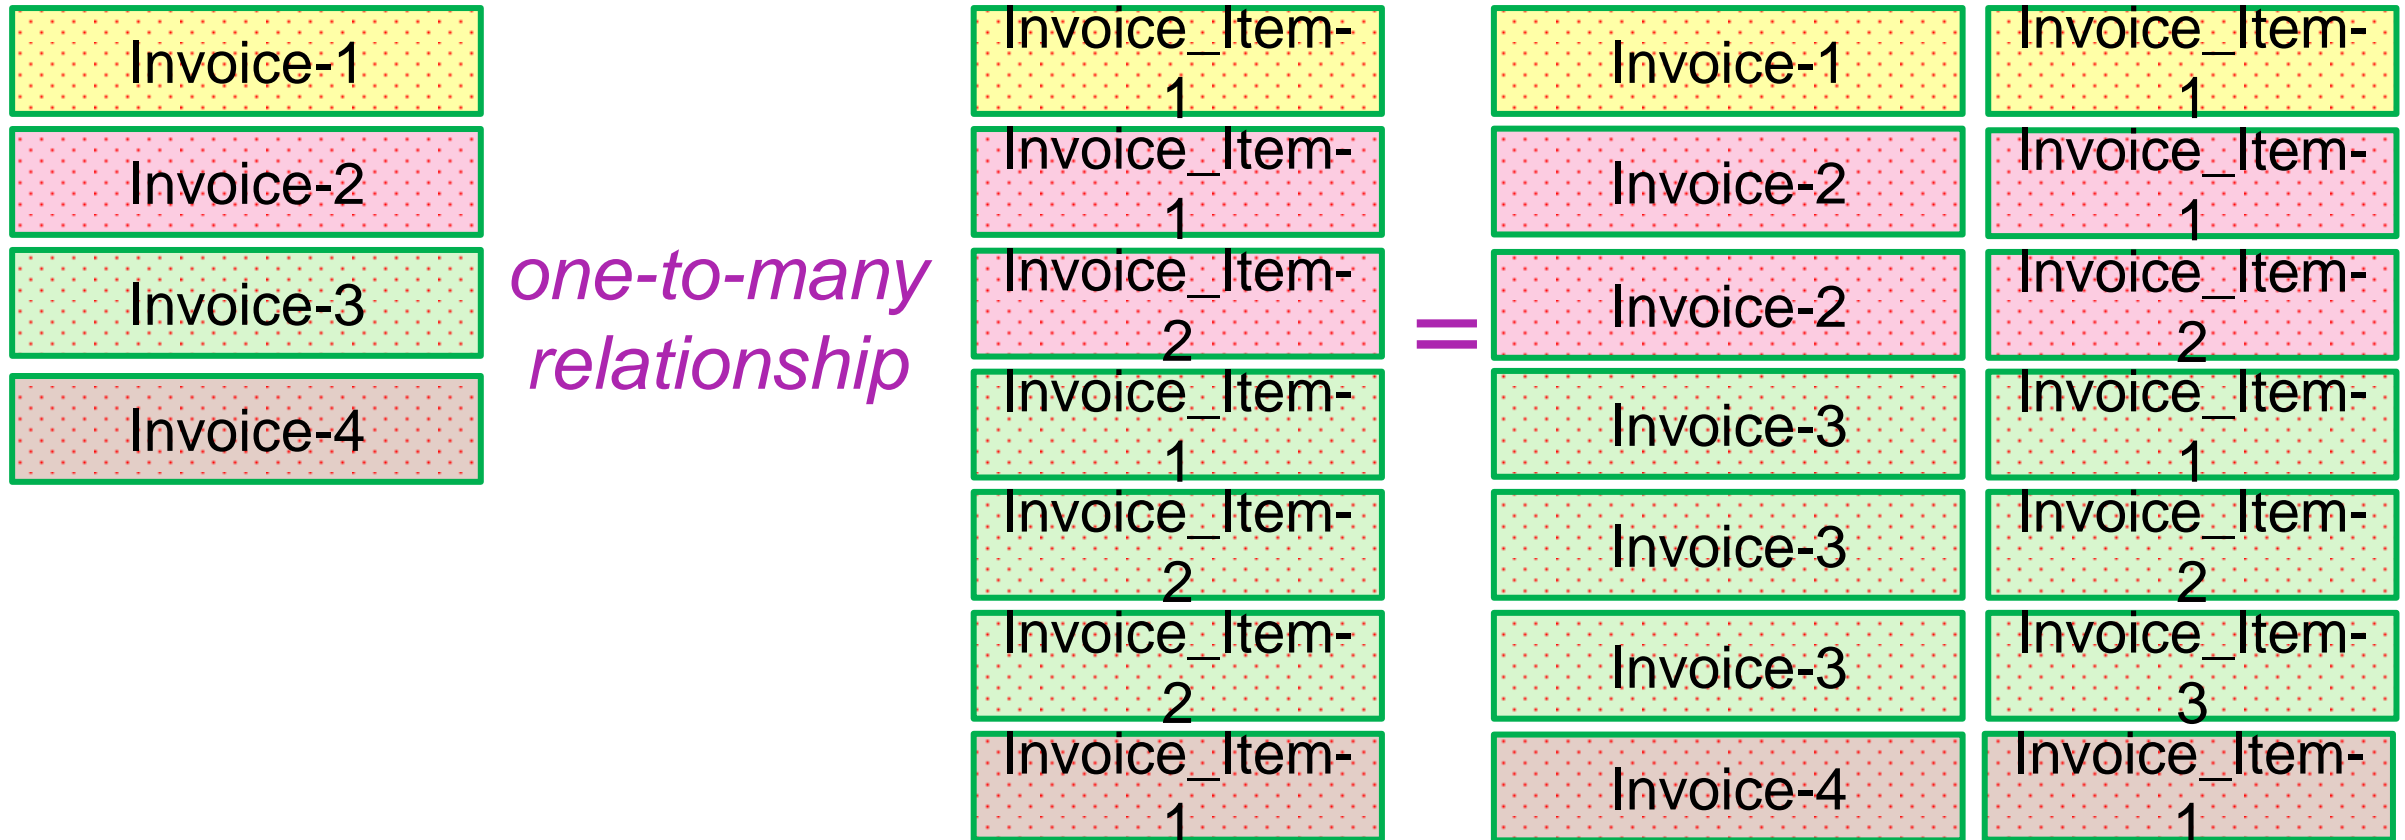 Invoice-1
Invoice-2
Invoice-3
Invoice-4
one-to-many
relationship
Invoice_Item-
1
Invoice_Item-
1
Invoice_Item-
2
Invoice_Item-
1
Invoice_Item-
2
Invoice_Item-
2
Invoice_Item-
1
=
Invoice-1
Invoice-2
Invoice-2
Invoice-3
Invoice-3
Invoice-3
Invoice-4
Invoice_Item-
1
Invoice_Item-
1
Invoice_Item-
2
Invoice_Item-
1
Invoice_Item-
2
Invoice_Item-
3
Invoice_Item-
1